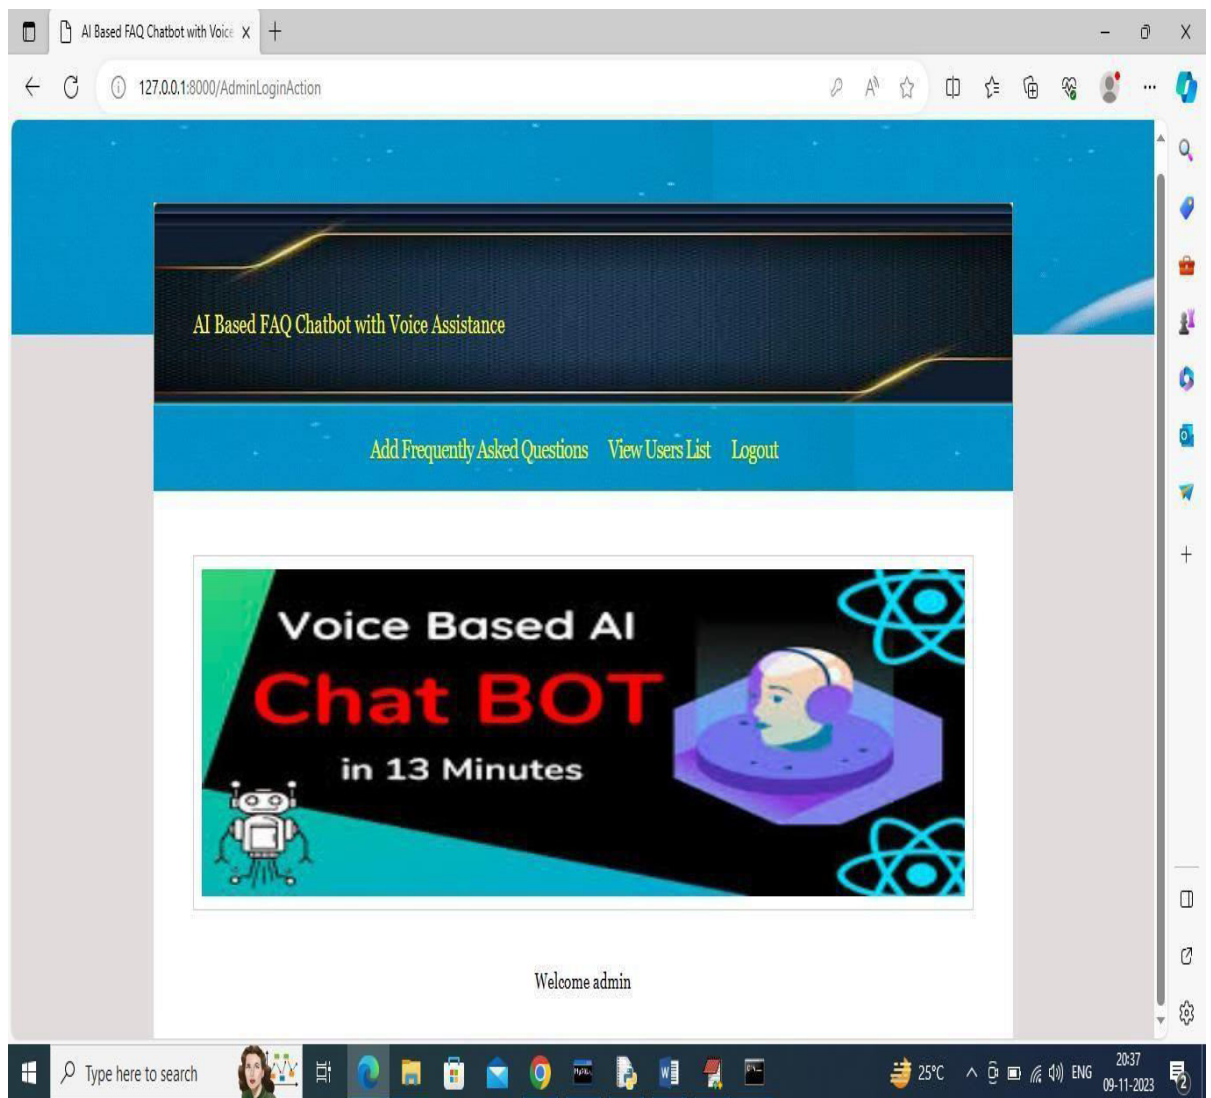 AI Based FAQ Chatbot with Voice
127.0.0.1:8000/AdminLoginAction
AI Based FAQ Chatbot with Voice Assistance
Add Frequently Asked Questions View Users List Logout
Voice Based AI
Chat BOT
in 13 Minutes
Welcome admin
Type here to search
25°C
ENG
20:37
09-11-2023
2